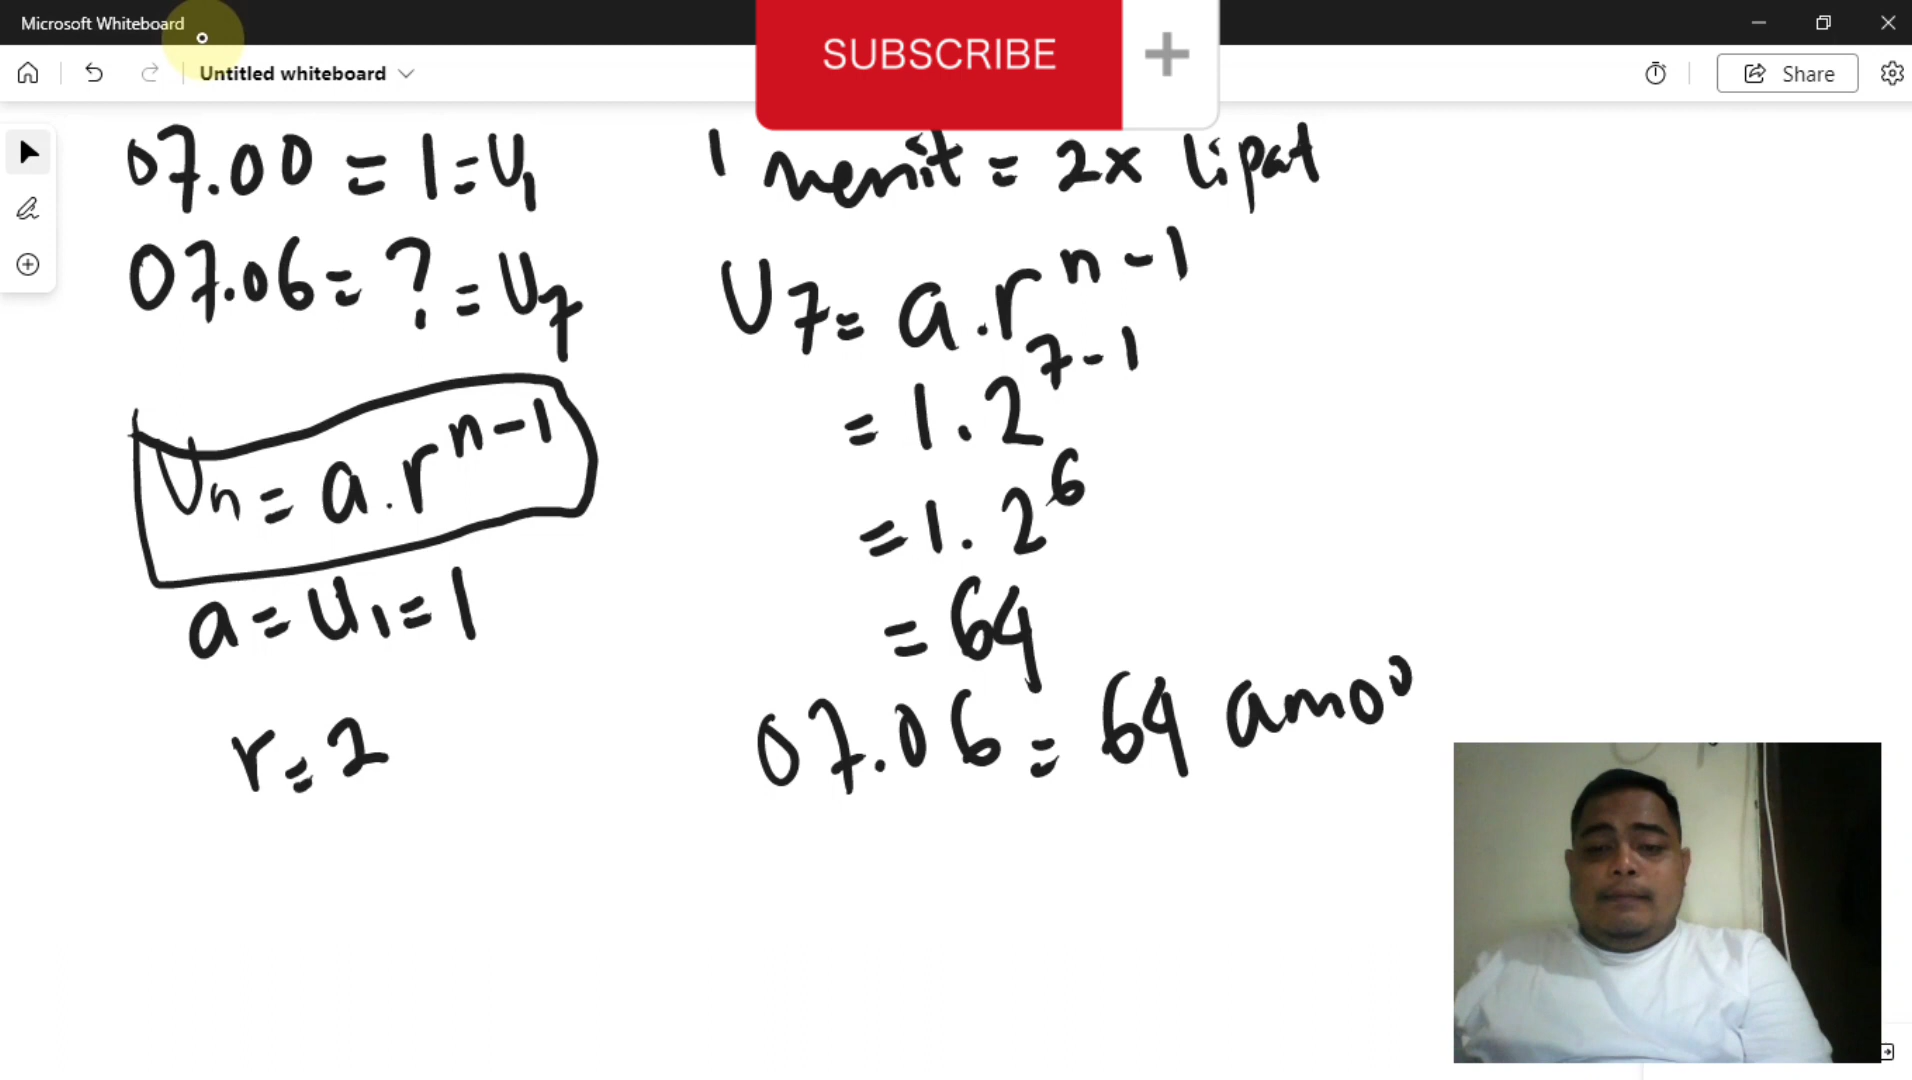 Microsoft Whiteboard
SUBSCRIBE +
Untitled whiteboard
Share
07.00 = 1 = U₁
07.06 = ? = U₇
Uₙ = a.r^n-1
a = U₁ = 1
r = 2
1 menit = 2x lipat
U₇ = a.r^n-1
= 1.2^7-1
= 1.2^6
= 64
07.06 = 64